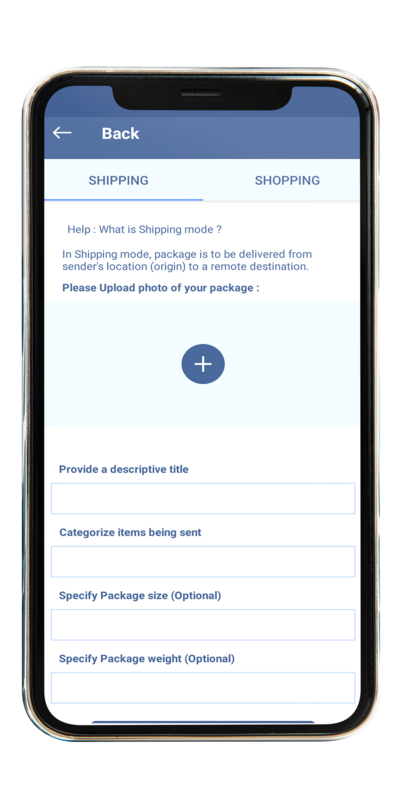 Back
SHIPPING
SHOPPING
Help : What is Shipping mode ?
In Shipping mode, package is to be delivered from
sender's location (origin) to a remote destination.
Please Upload photo of your package :
Provide a descriptive title
Categorize items being sent
Specify Package size (Optional)
Specify Package weight (Optional)